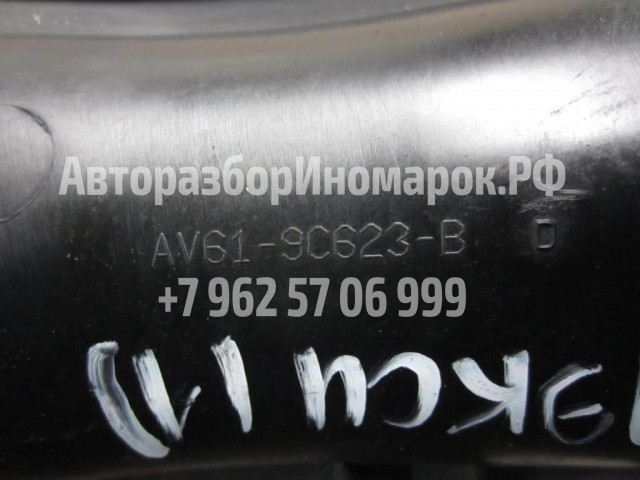 АвторазборИномарок.РФ
AV61-9C623-B D
+7 962 57 06 999